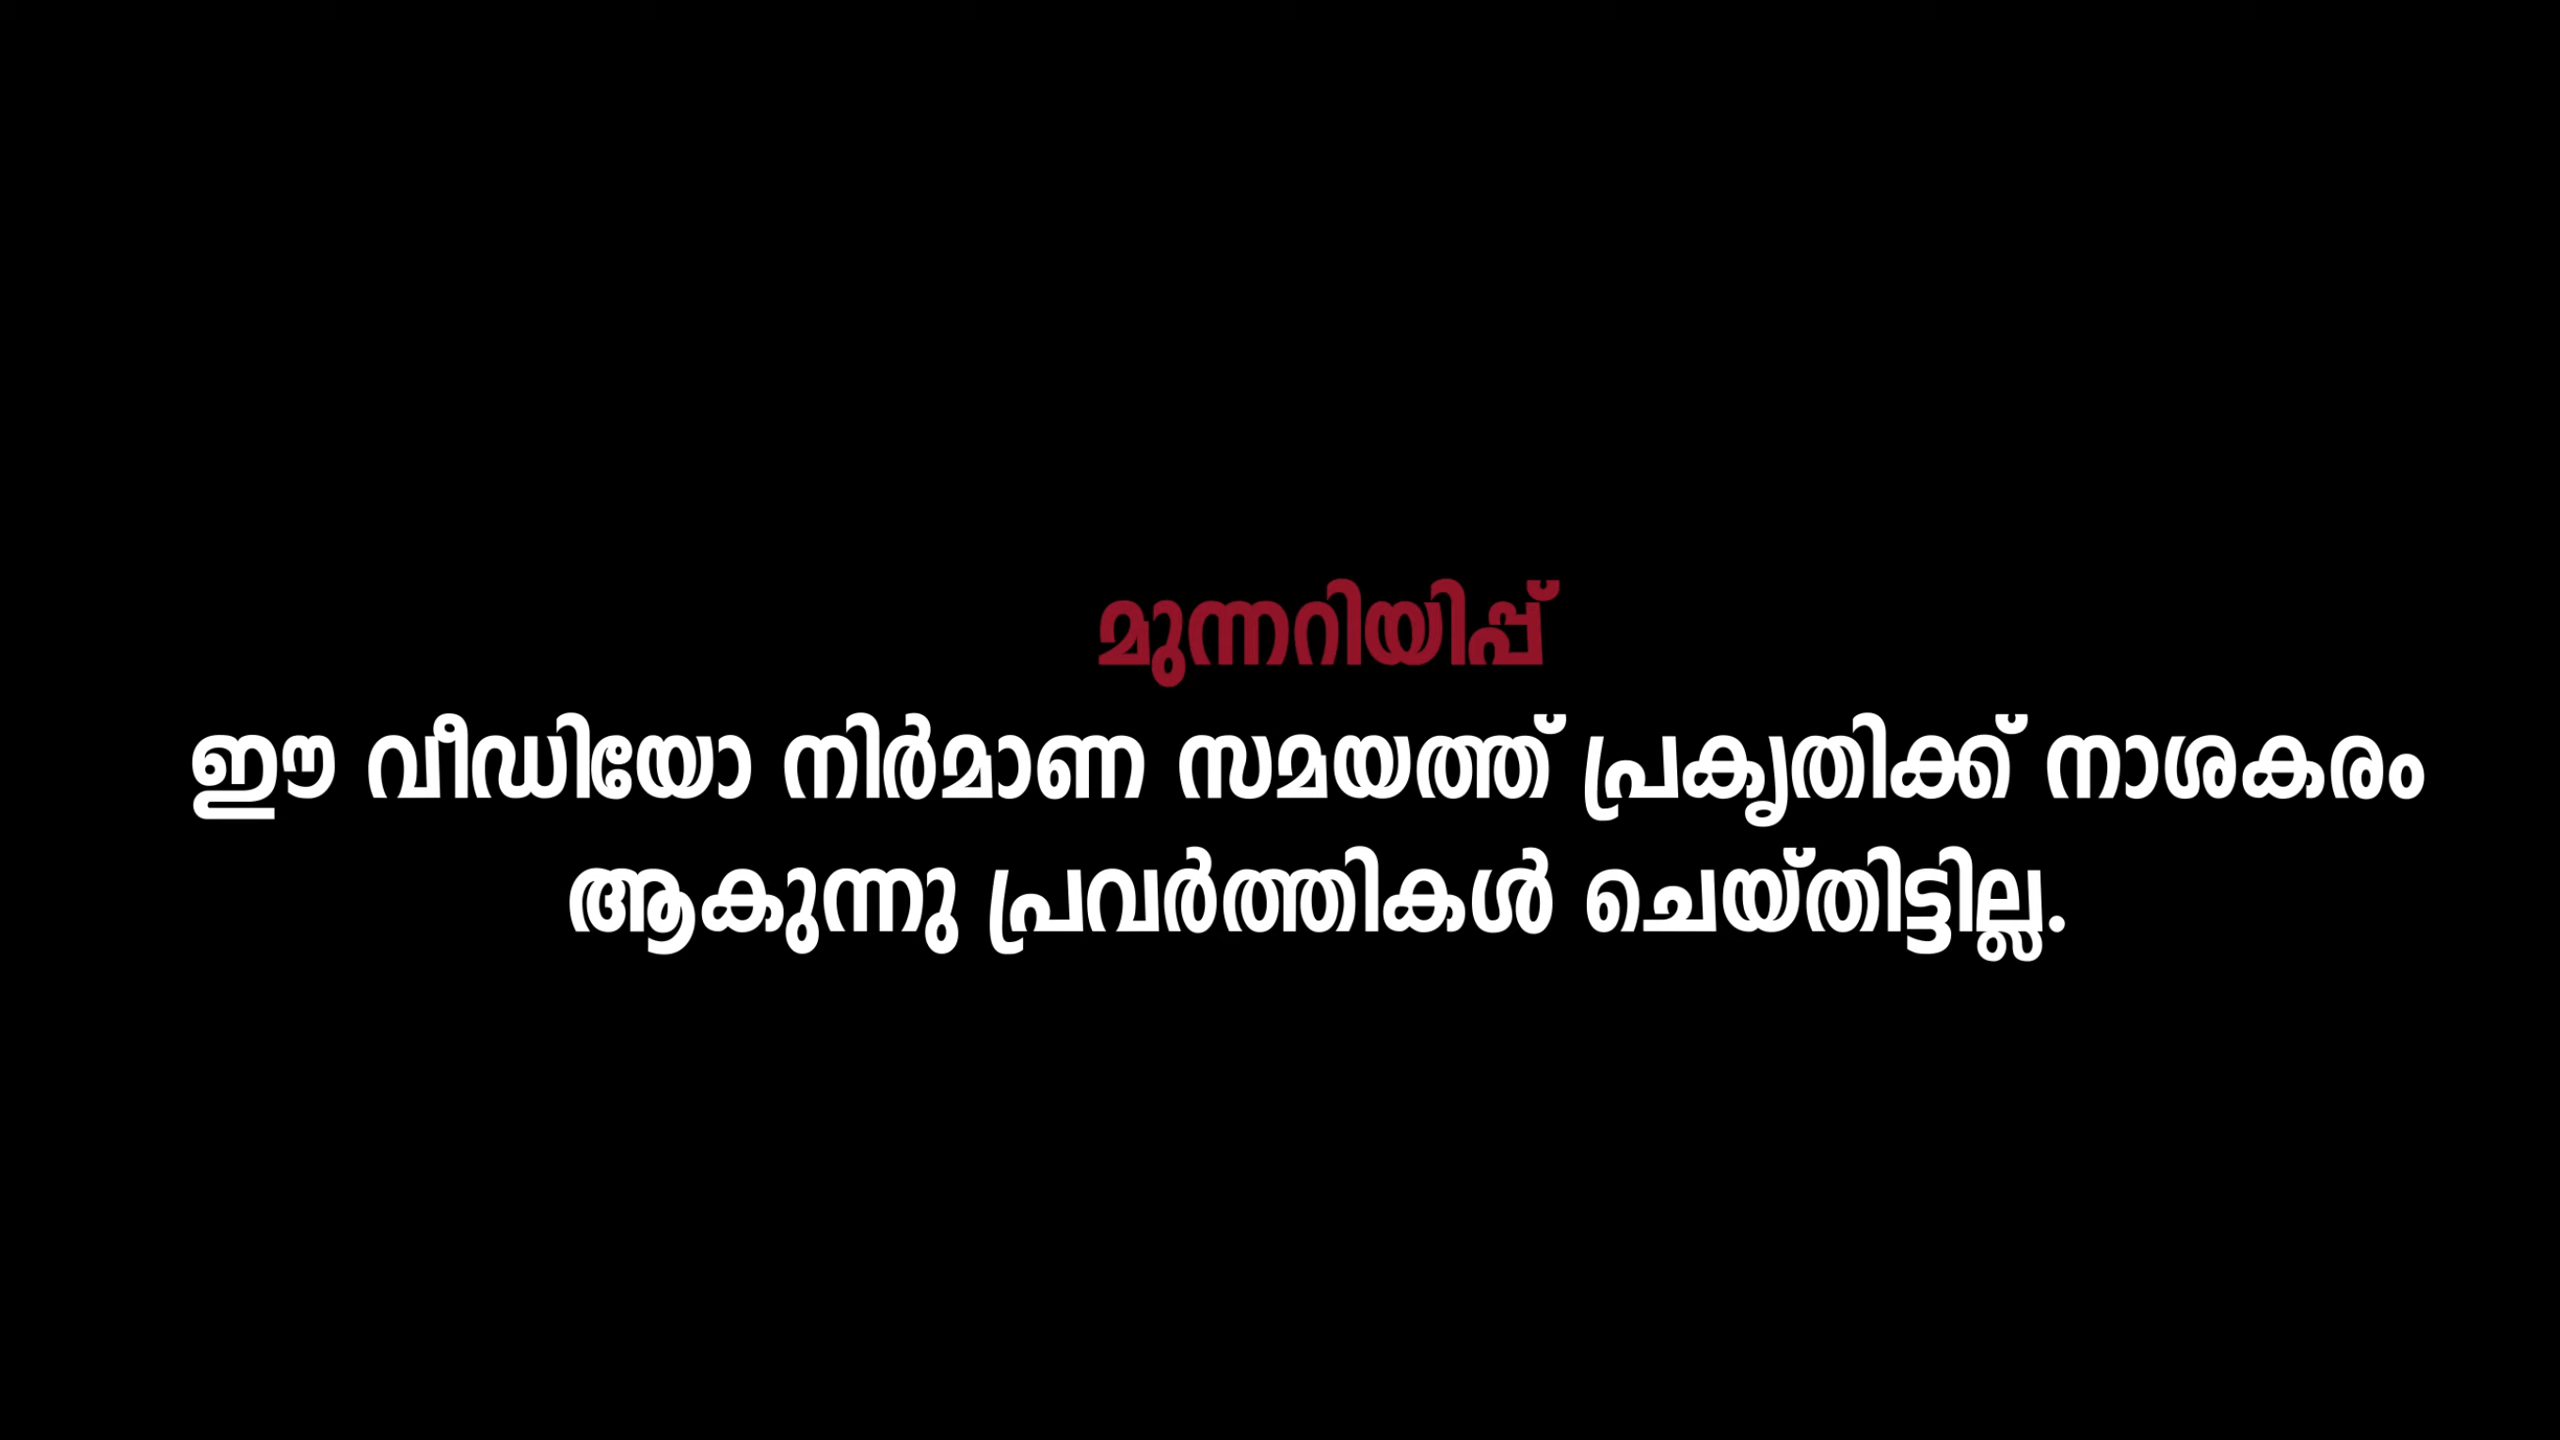 മുന്നറിയിപ്പ്
ഈ വീഡിയോ നിർമാണ സമയത്ത് പ്രകൃതിക്ക് നാശകരം
ആകുന്നു പ്രവർത്തികൾ ചെയ്തിട്ടില്ല.